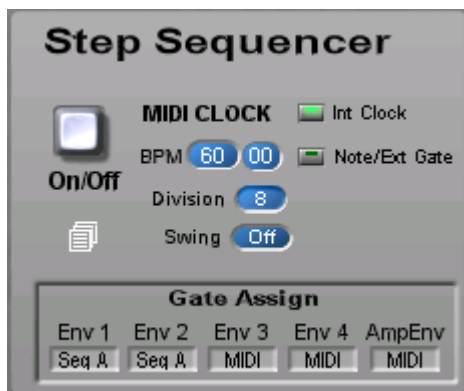 Step Sequencer
MIDI CLOCK
Int Clock
BPM 60 00
Note/Ext Gate
On/Off
Division 8
Swing Off
Gate Assign
Env 1 Env 2 Env 3 Env 4 AmpEnv
Seq A Seq A MIDI MIDI MIDI